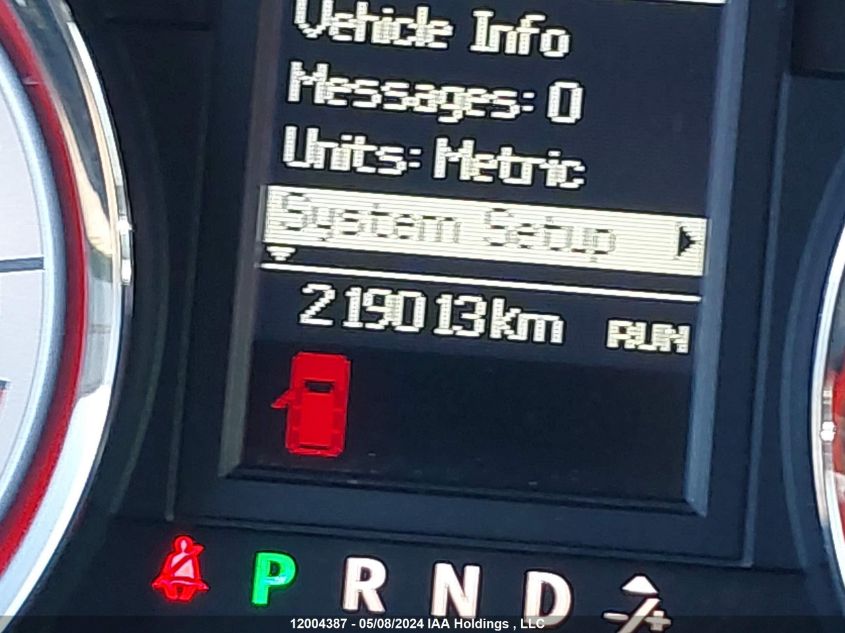 Vehicle Info
Messages: 0
Units: Metric
System Setup
219013km RUN
P R N D -/+
12004387 - 05/08/2024 IAA Holdings , LLC